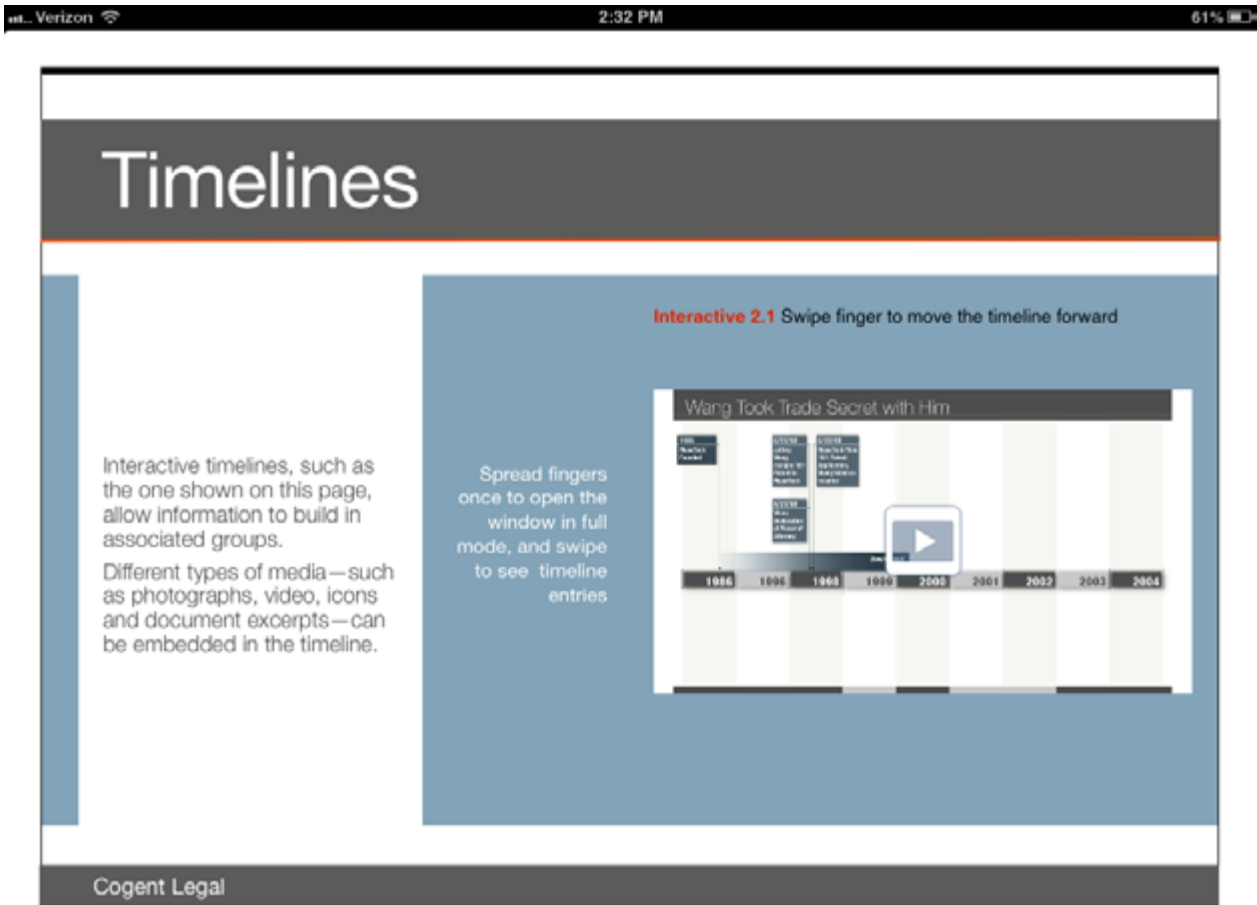 Verizon
2:32 PM
61%
Timelines
Interactive timelines, such as
the one shown on this page,
allow information to build in
associated groups.
Different types of media—such
as photographs, video, icons
and document excerpts—can
be embedded in the timeline.
Spread fingers
once to open the
window in full
mode, and swipe
to see timeline
entries
Interactive 2.1 Swipe finger to move the timeline forward
Wang Took Trade Secret with Him
1986 1996 1998 1999 2000 2001 2002 2003 2004
Cogent Legal